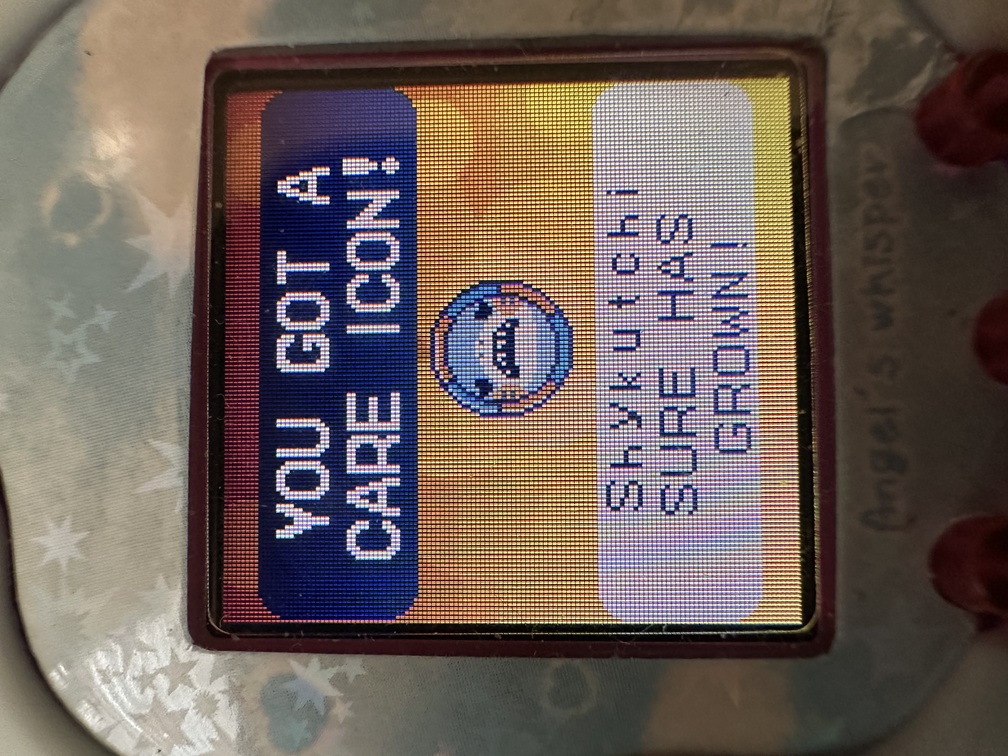 YOU GOT A
CARE ICON!
Shykutchi
SURE HAS
GROWN!
Angel's whisper